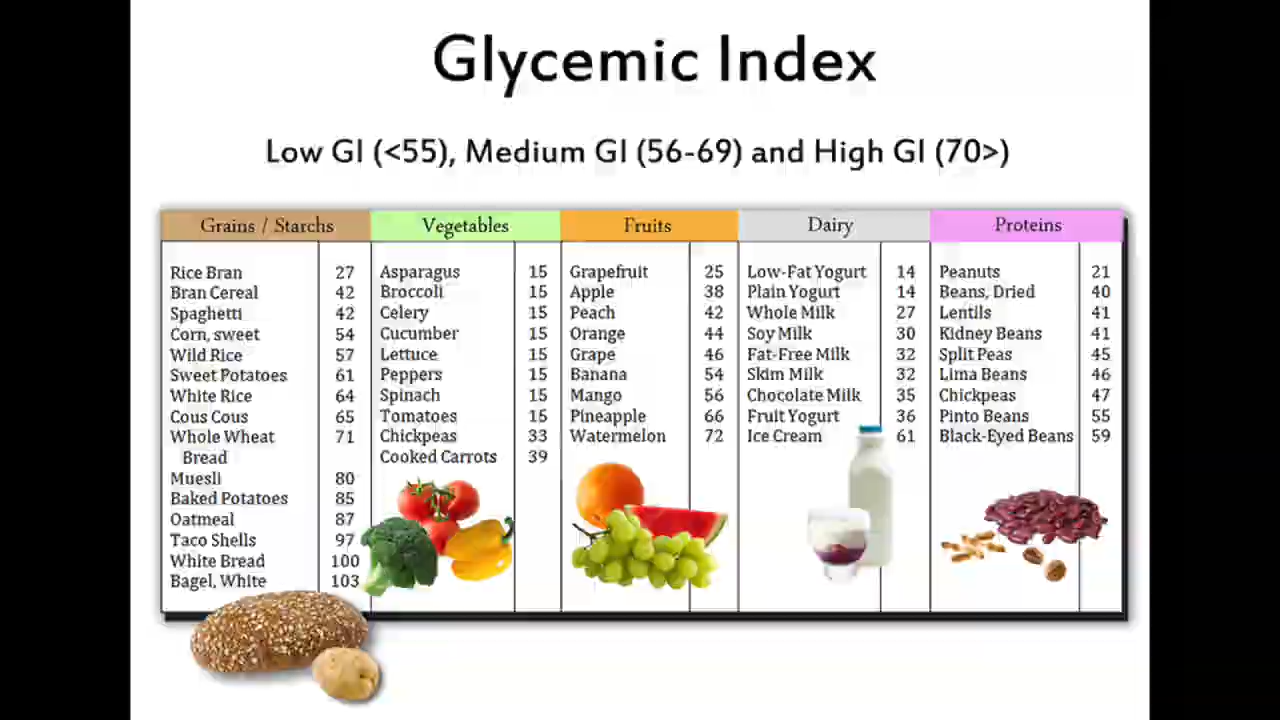 Glycemic Index
Low GI (<55), Medium GI (56-69) and High GI (70>)
Grains / Starchs
Rice Bran 27
Bran Cereal 42
Spaghetti 42
Corn, sweet 54
Wild Rice 57
Sweet Potatoes 61
White Rice 64
Cous Cous 65
Whole Wheat 71
Bread
Muesli 80
Baked Potatoes 85
Oatmeal 87
Taco Shells 97
White Bread 100
Bagel, White 103
Vegetables
Asparagus 15
Broccoli 15
Celery 15
Cucumber 15
Lettuce 15
Peppers 15
Spinach 15
Tomatoes 15
Chickpeas 33
Cooked Carrots 39
Fruits
Grapefruit 25
Apple 38
Peach 42
Orange 44
Grape 46
Banana 54
Mango 56
Pineapple 66
Watermelon 72
Dairy
Low-Fat Yogurt 14
Plain Yogurt 14
Whole Milk 27
Soy Milk 30
Fat-Free Milk 32
Skim Milk 32
Chocolate Milk 35
Fruit Yogurt 36
Ice Cream 61
Proteins
Peanuts 21
Beans, Dried 40
Lentils 41
Kidney Beans 41
Split Peas 45
Lima Beans 46
Chickpeas 47
Pinto Beans 55
Black-Eyed Beans 59